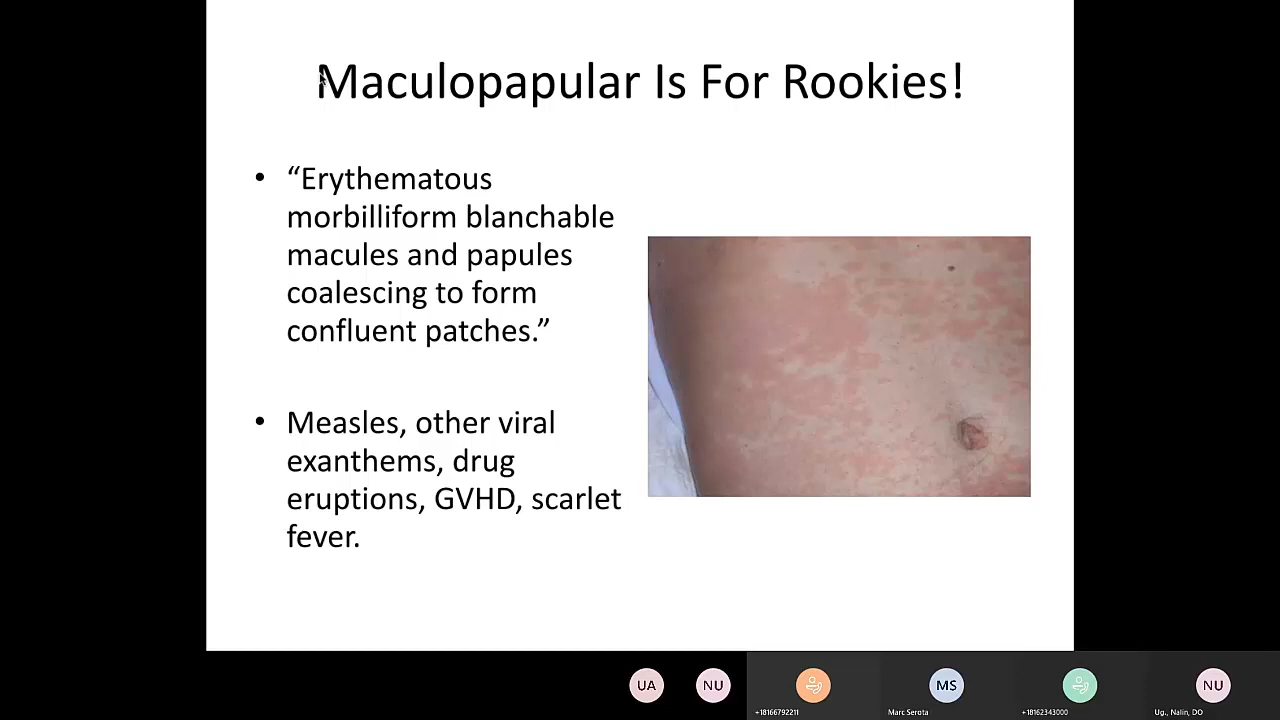 Maculopapular Is For Rookies!
• “Erythematous
morbilliform blanchable
macules and papules
coalescing to form
confluent patches.”
• Measles, other viral
exanthems, drug
eruptions, GVHD, scarlet
fever.
UA
NU
MS
NU
+18166792211
Marc Serota
+18162343000
Ug., Nalin, DO